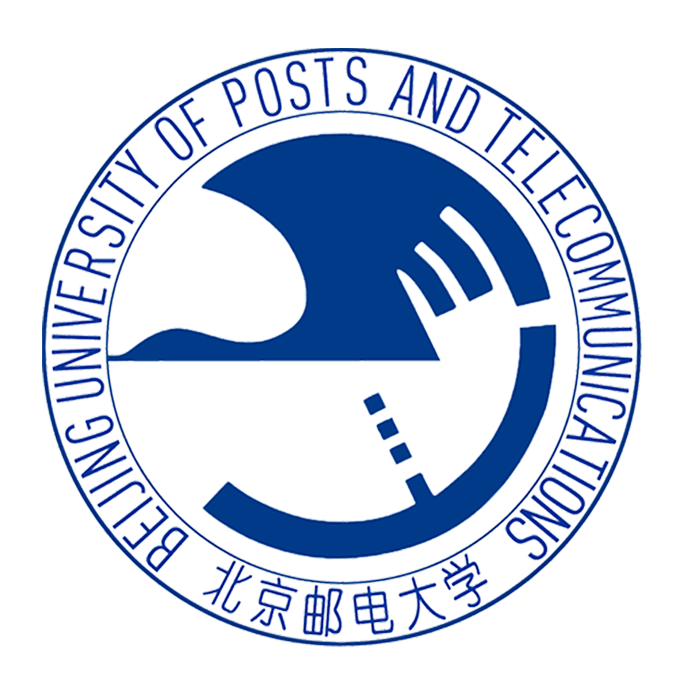 BEIJING UNIVERSITY OF POSTS AND TELECOMMUNICATIONS
北京邮电大学